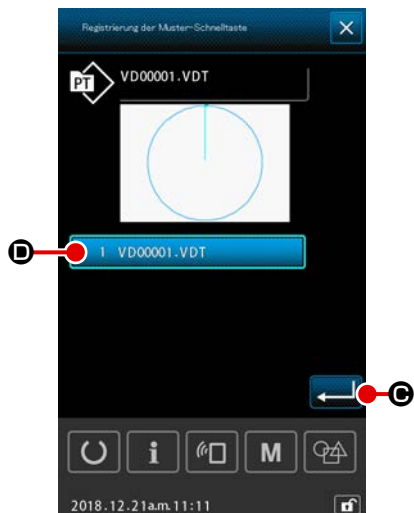 Registrierung der Muster-Schnelltaste
PT VD00001.VDT
D 1 VD00001.VDT
C
i M
2018.12.21a.m.11:11